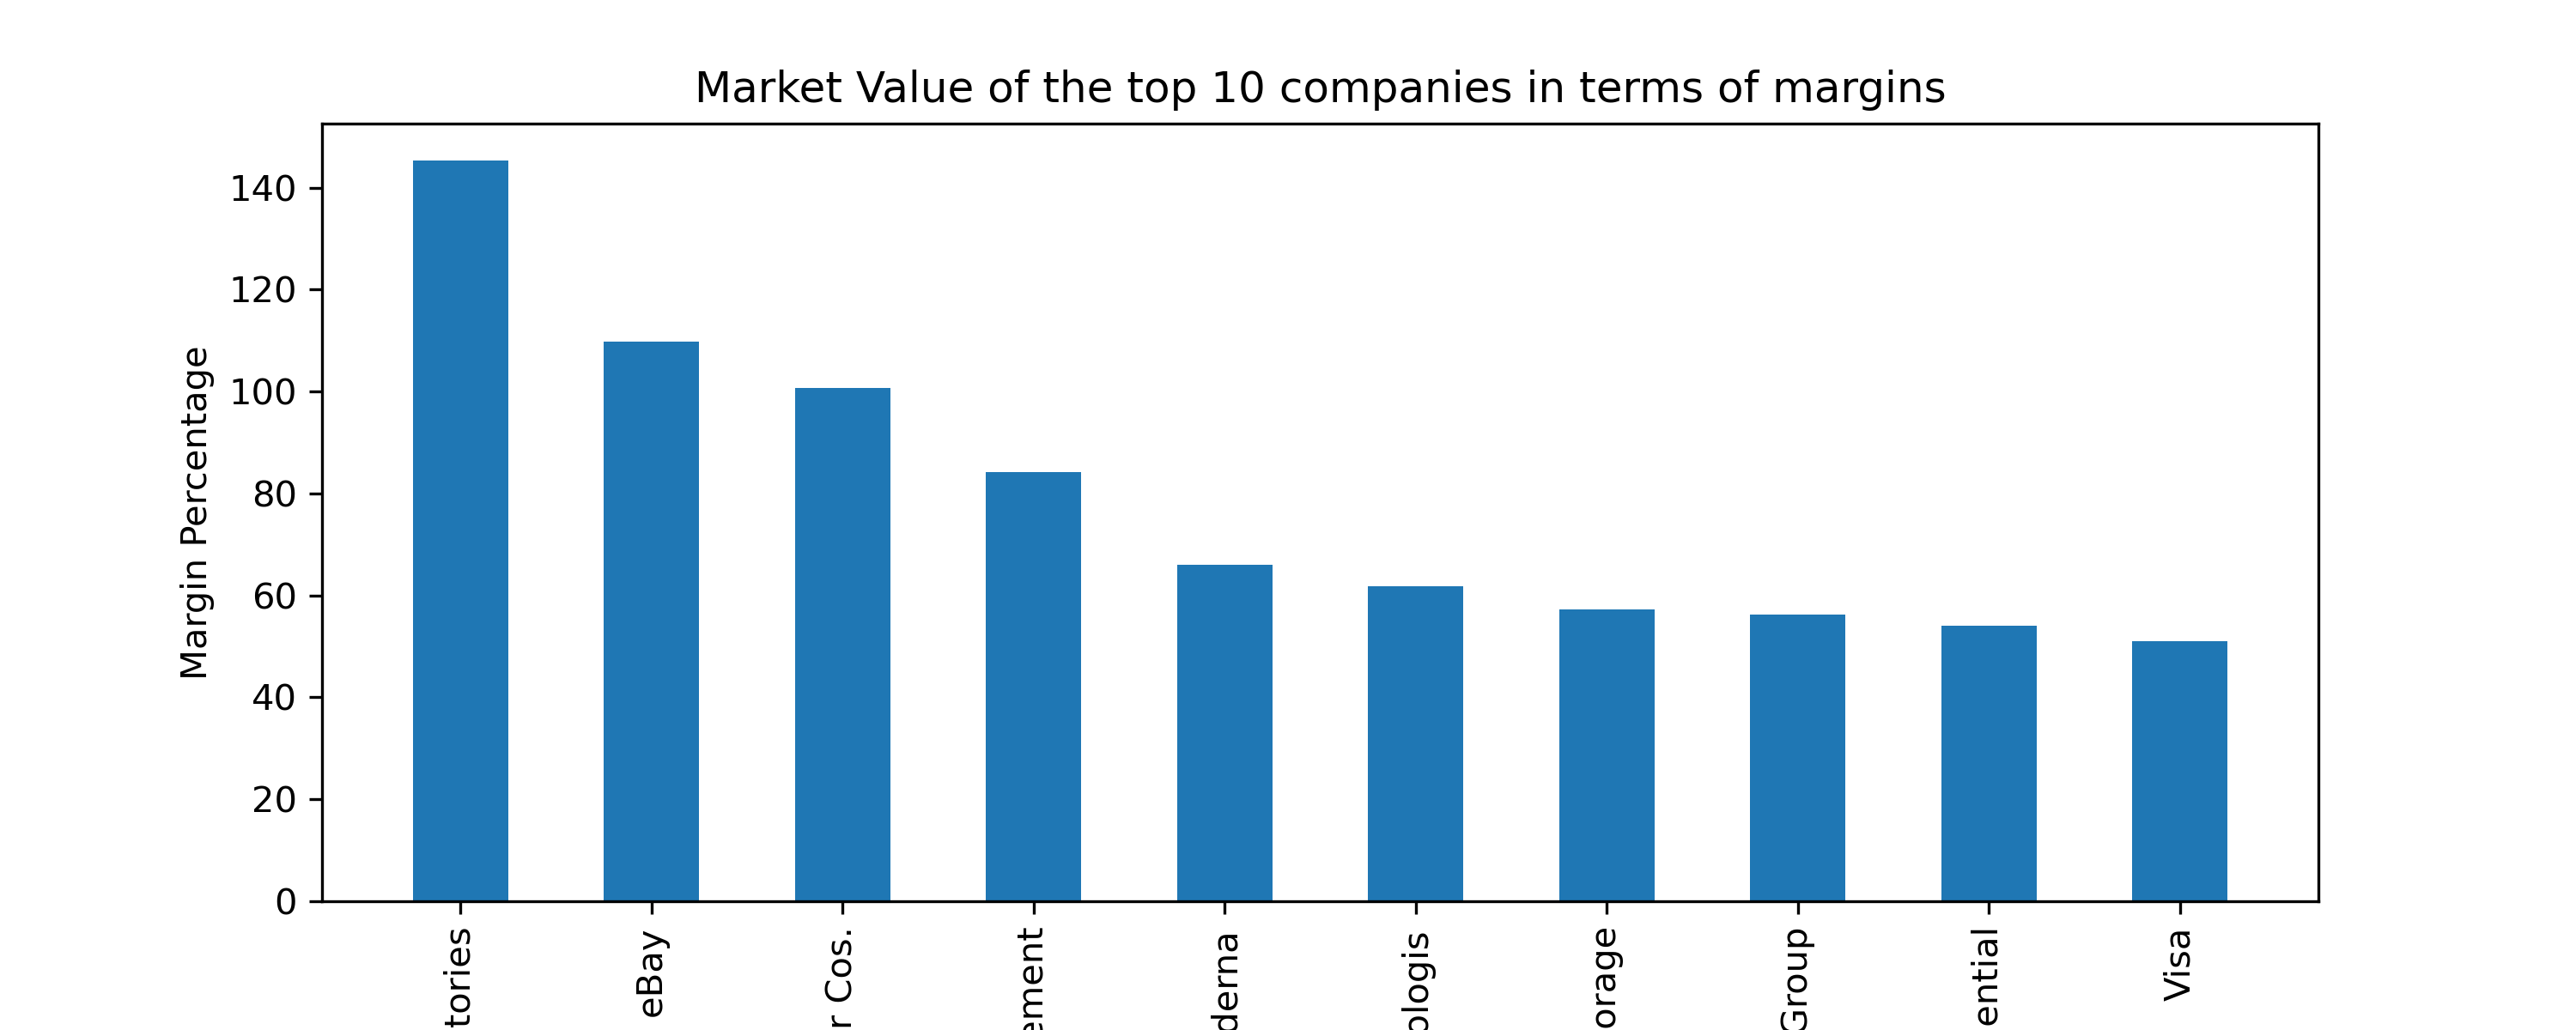 Market Value of the top 10 companies in terms of margins
Margin Percentage
140
120
100
80
60
40
20
0
tories
eBay
r Cos.
ement
derna
ologis
orage
Group
ential
Visa